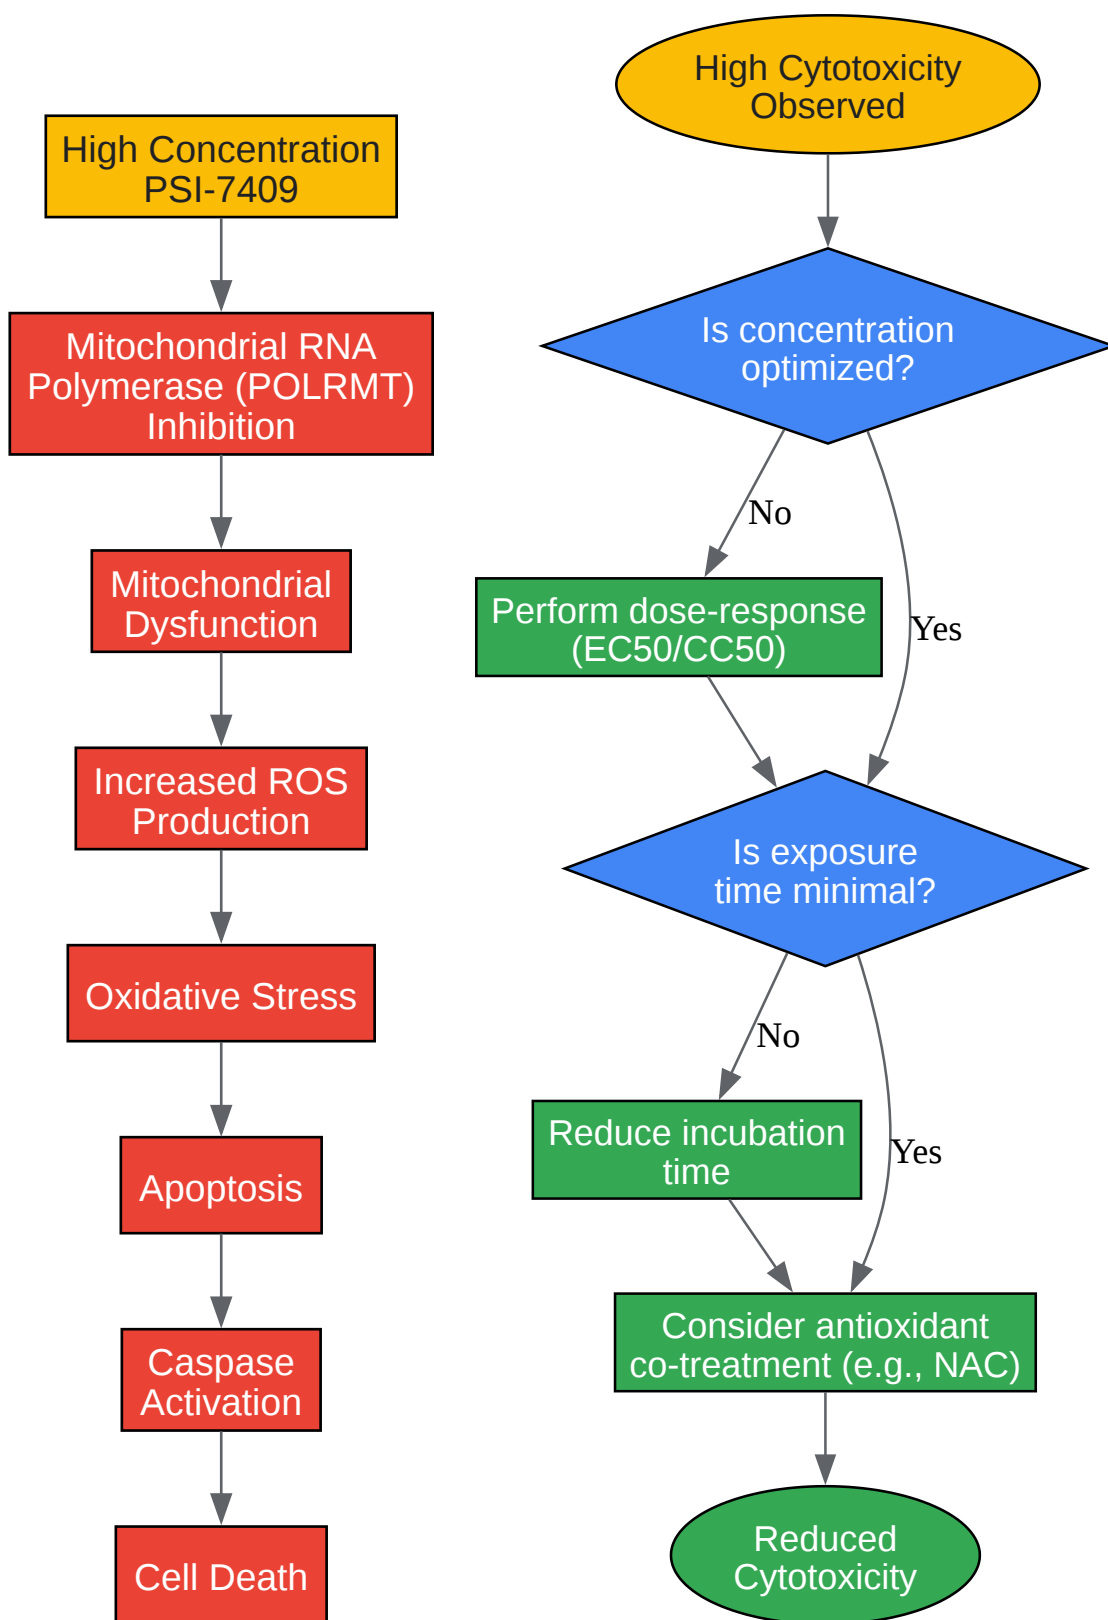 High Concentration
PSI-7409
Mitochondrial RNA
Polymerase (POLRMT)
Inhibition
Mitochondrial
Dysfunction
Increased ROS
Production
Oxidative Stress
Apoptosis
Caspase
Activation
Cell Death
High Cytotoxicity
Observed
Is concentration
optimized?
No
Yes
Perform dose-response
(EC50/CC50)
Is exposure
time minimal?
No
Yes
Reduce incubation
time
Consider antioxidant
co-treatment (e.g., NAC)
Reduced
Cytotoxicity